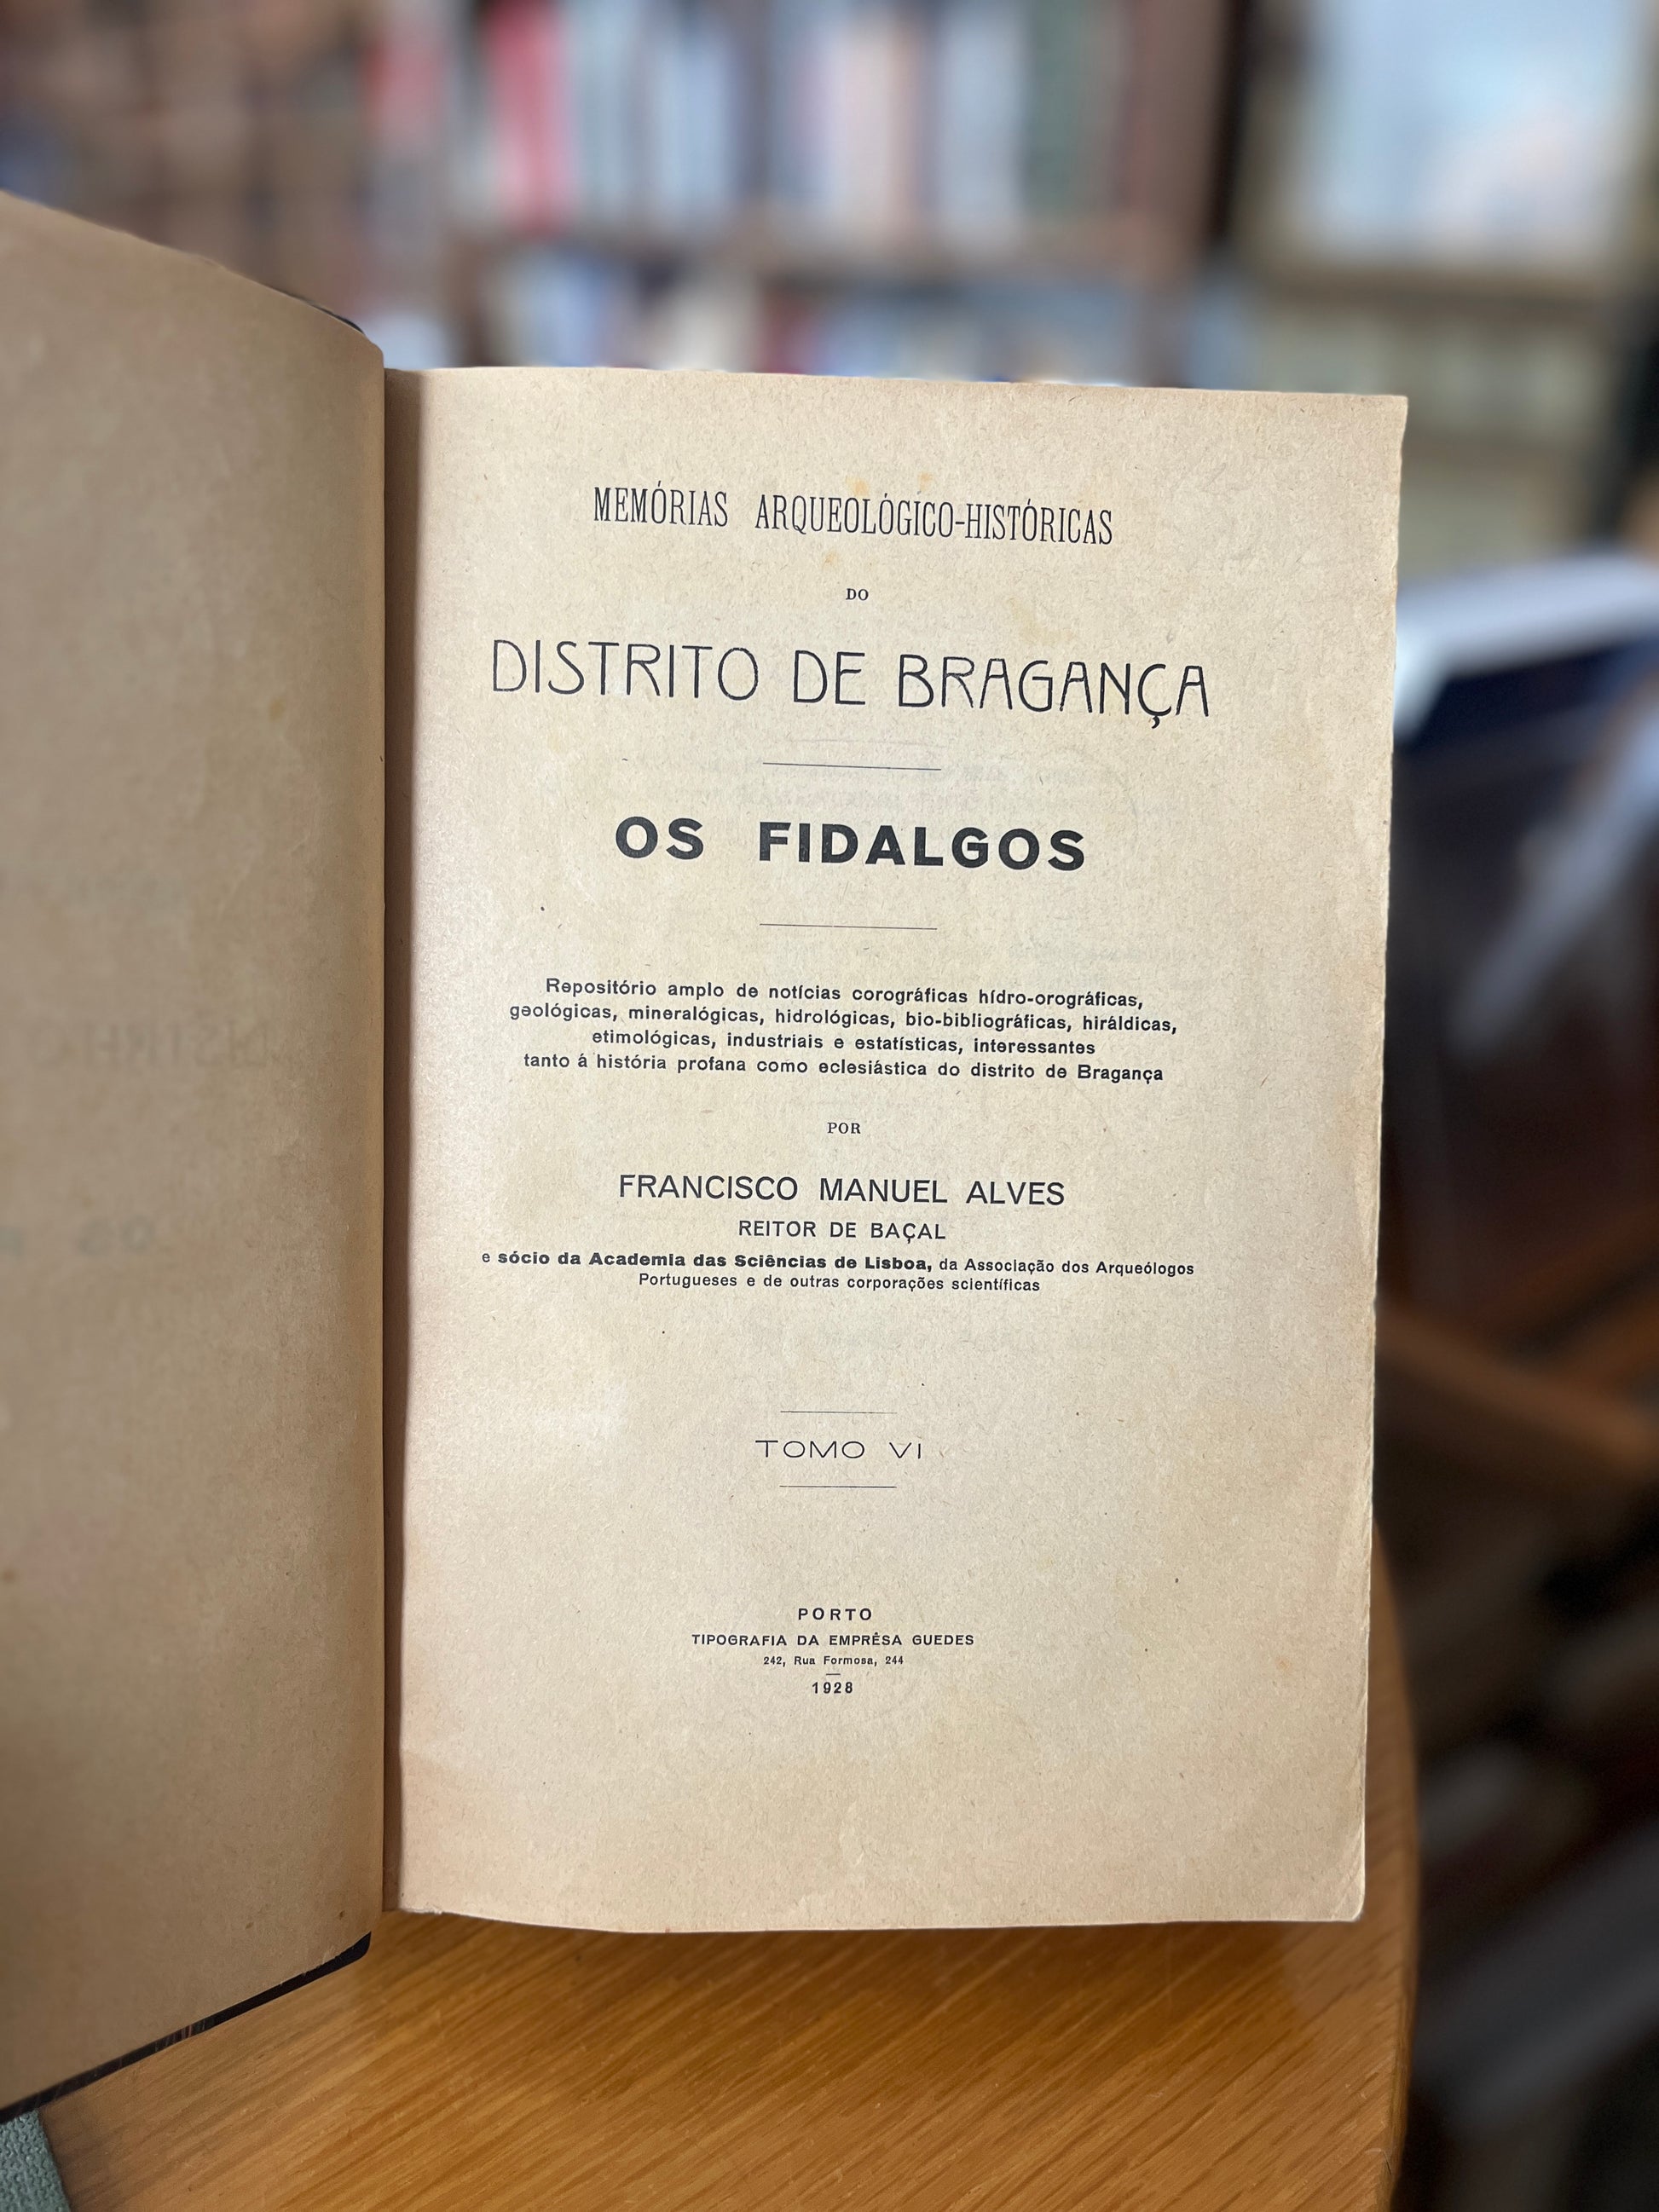 MEMÓRIAS ARQUEOLÓGICO-HISTÓRICAS
DO
DISTRITO DE BRAGANÇA
OS FIDALGOS
Repositório amplo de notícias corográficas hídro-orográficas,
geológicas, mineralógicas, hidrológicas, bio-bibliográficas, hiráldicas,
etimológicas, industriais e estatísticas, interessantes
tanto á história profana como eclesiástica do distrito de Bragança
POR
FRANCISCO MANUEL ALVES
REITOR DE BAÇAL
e sócio da Academia das Sciências de Lisboa, da Associação dos Arqueólogos
Portugueses e de outras corporações scientíficas
TOMO VI
PORTO
TIPOGRAFIA DA EMPRÊSA GUEDES
242, Rua Formosa, 244
1928